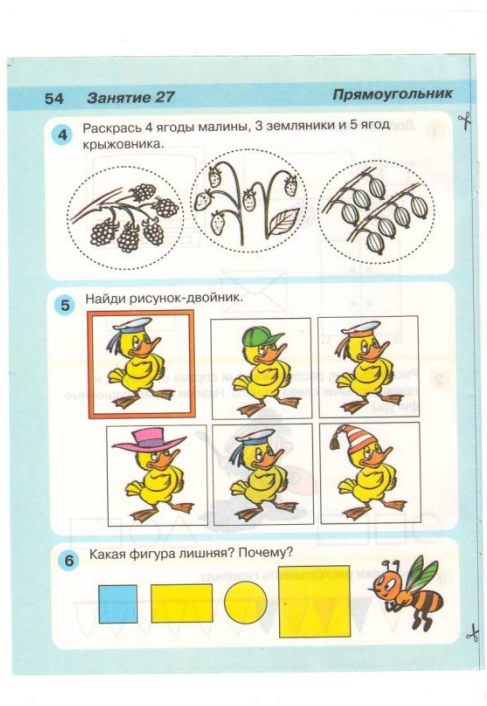 54 Занятие 27 Прямоугольник
4 Раскрась 4 ягоды малины, 3 земляники и 5 ягод
крыжовника.
5 Найди рисунок-двойник.
6 Какая фигура лишняя? Почему?